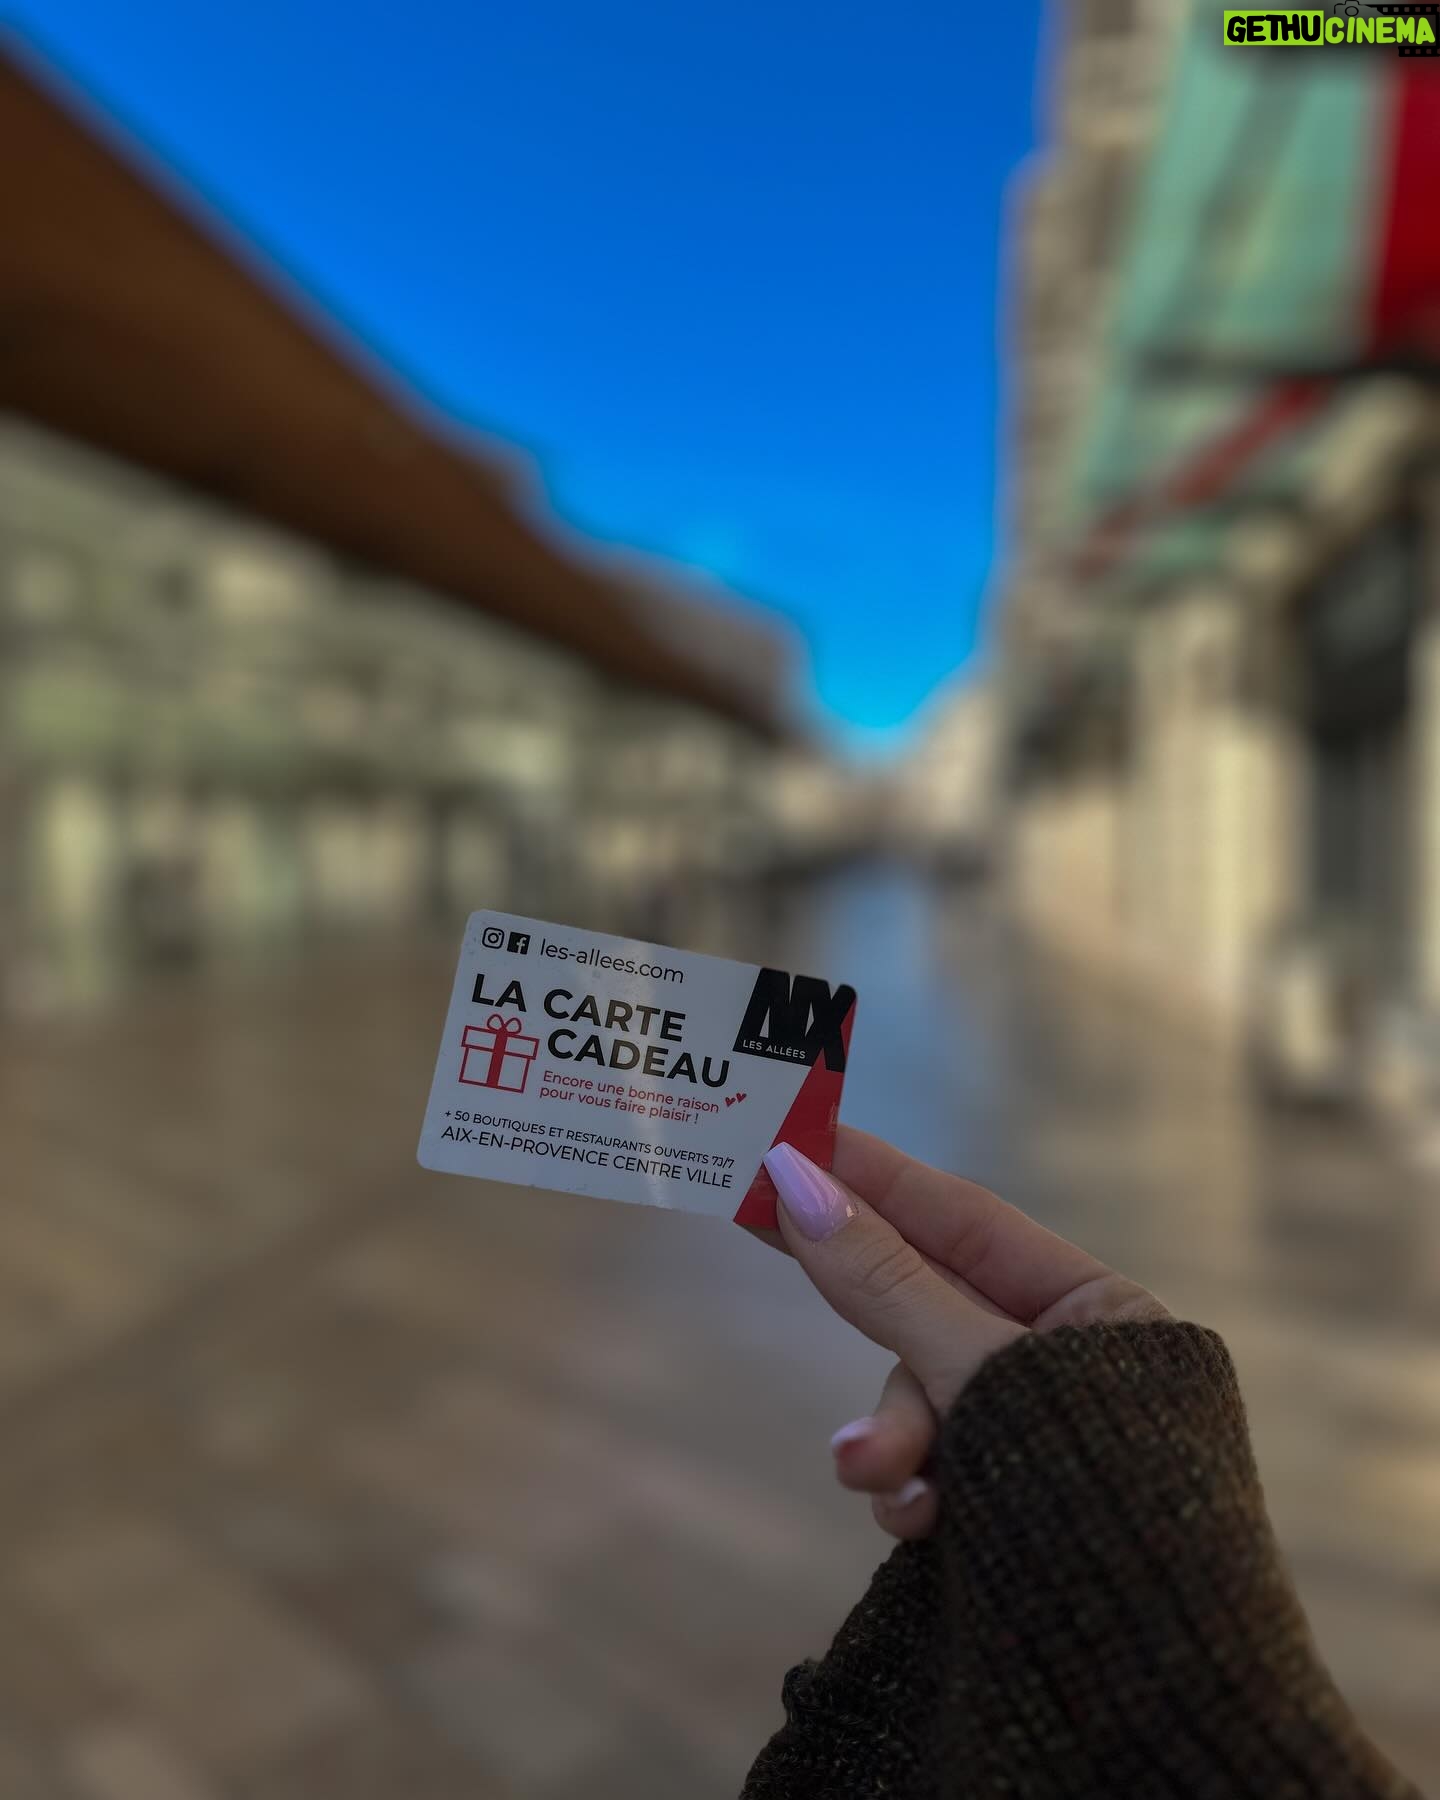 GETHUCINEMA
les-allees.com
AIX
LES ALLÉES
LA CARTE
CADEAU
Encore une bonne raison
pour vous faire plaisir !
+ 50 BOUTIQUES ET RESTAURANTS OUVERTS 7J/7
AIX-EN-PROVENCE CENTRE VILLE